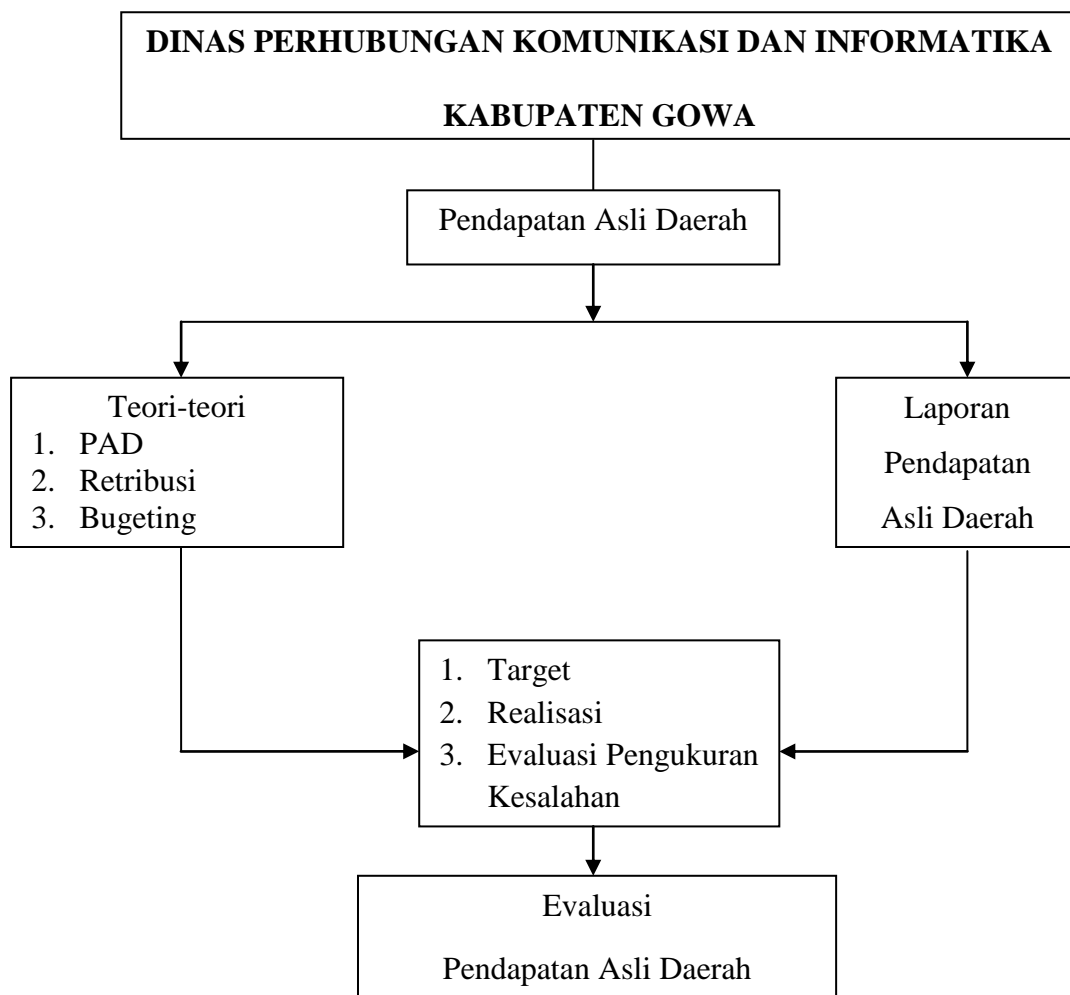 DINAS PERHUBUNGAN KOMUNIKASI DAN INFORMATIKA
KABUPATEN GOWA
Pendapatan Asli Daerah
Teori-teori
1. PAD
2. Retribusi
3. Bugeting
Laporan
Pendapatan
Asli Daerah
1. Target
2. Realisasi
3. Evaluasi Pengukuran
Kesalahan
Evaluasi
Pendapatan Asli Daerah